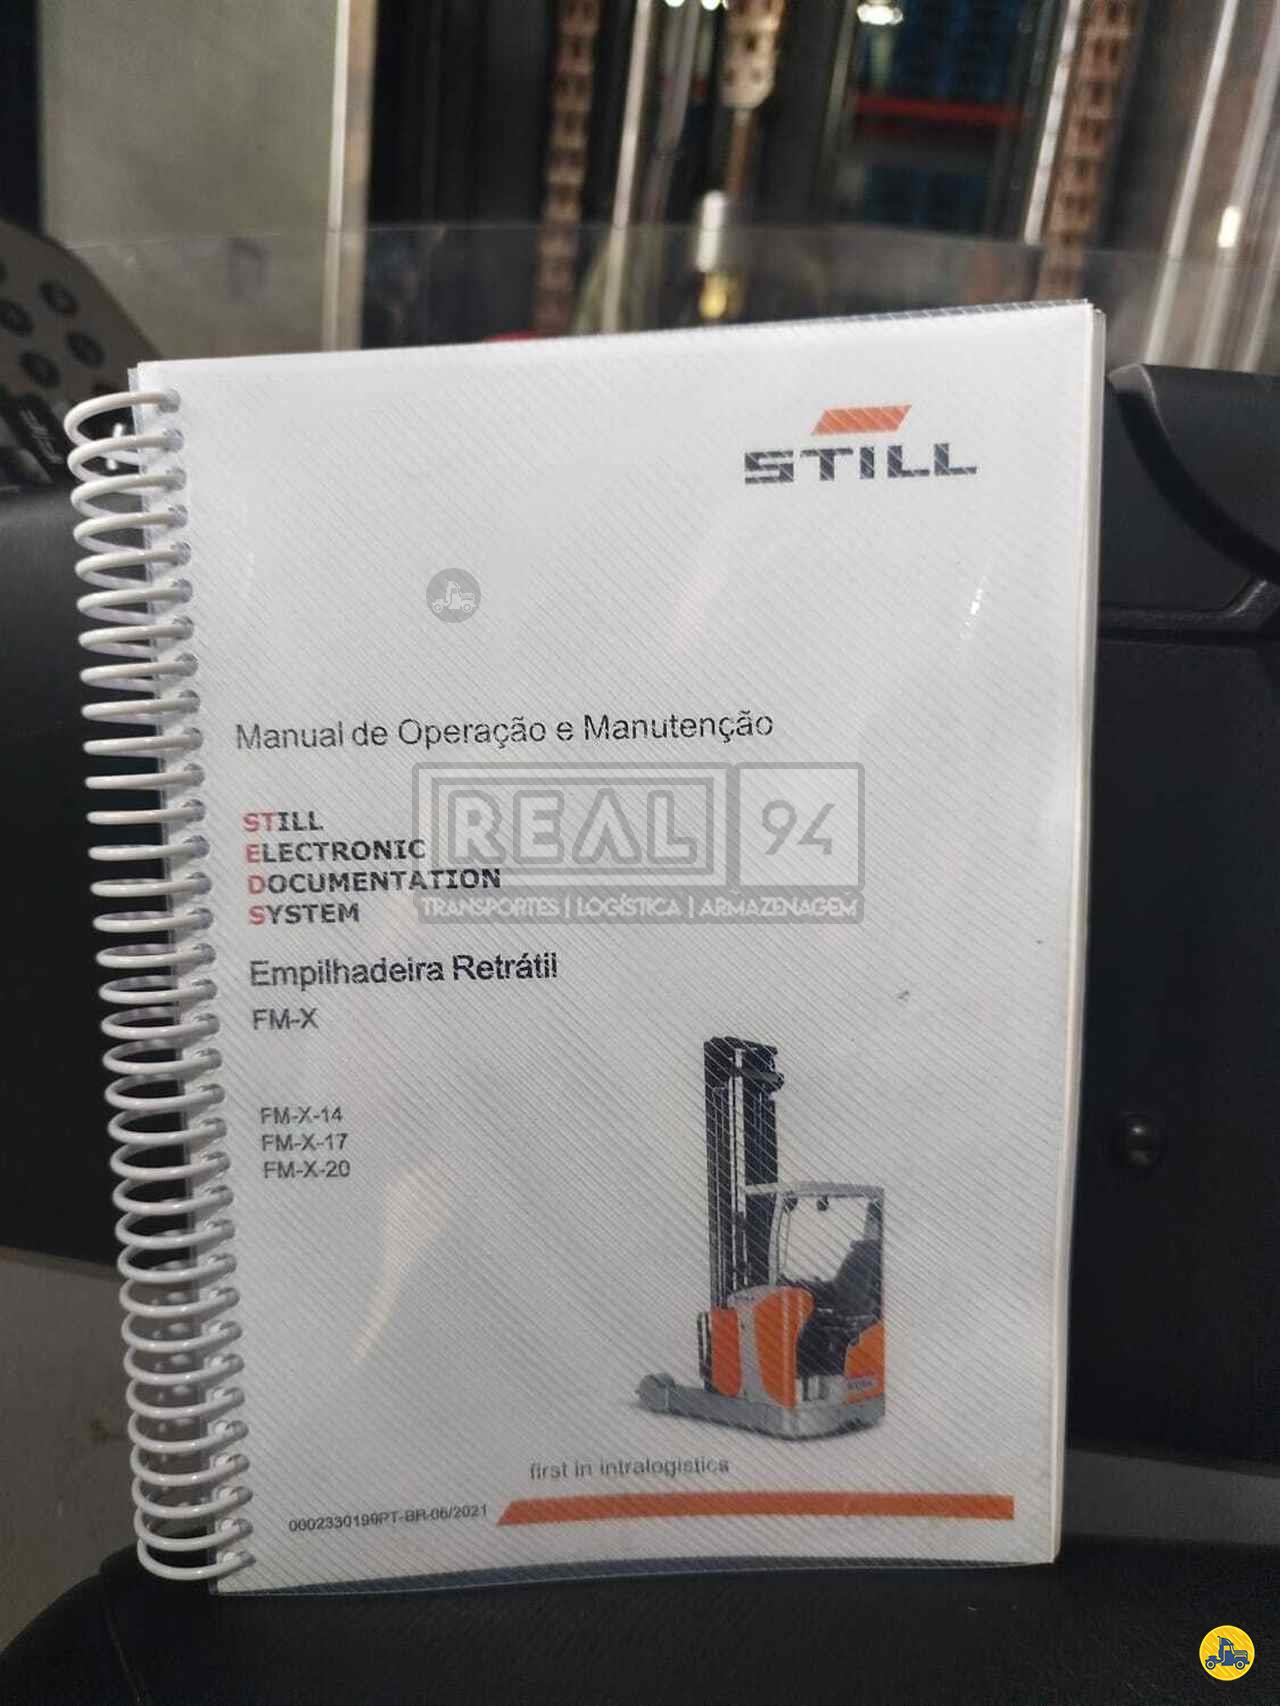 STILL
Manual de Operação e Manutenção
REAL 94
TRANSPORTES | LOGÍSTICA | ARMAZENAGEM
STILL
ELECTRONIC
DOCUMENTATION
SYSTEM
Empilhadeira Retrátil
FM-X
FM-X-14
FM-X-17
FM-X-20
first in intralogistics
0002330199PT-BR-06/2021